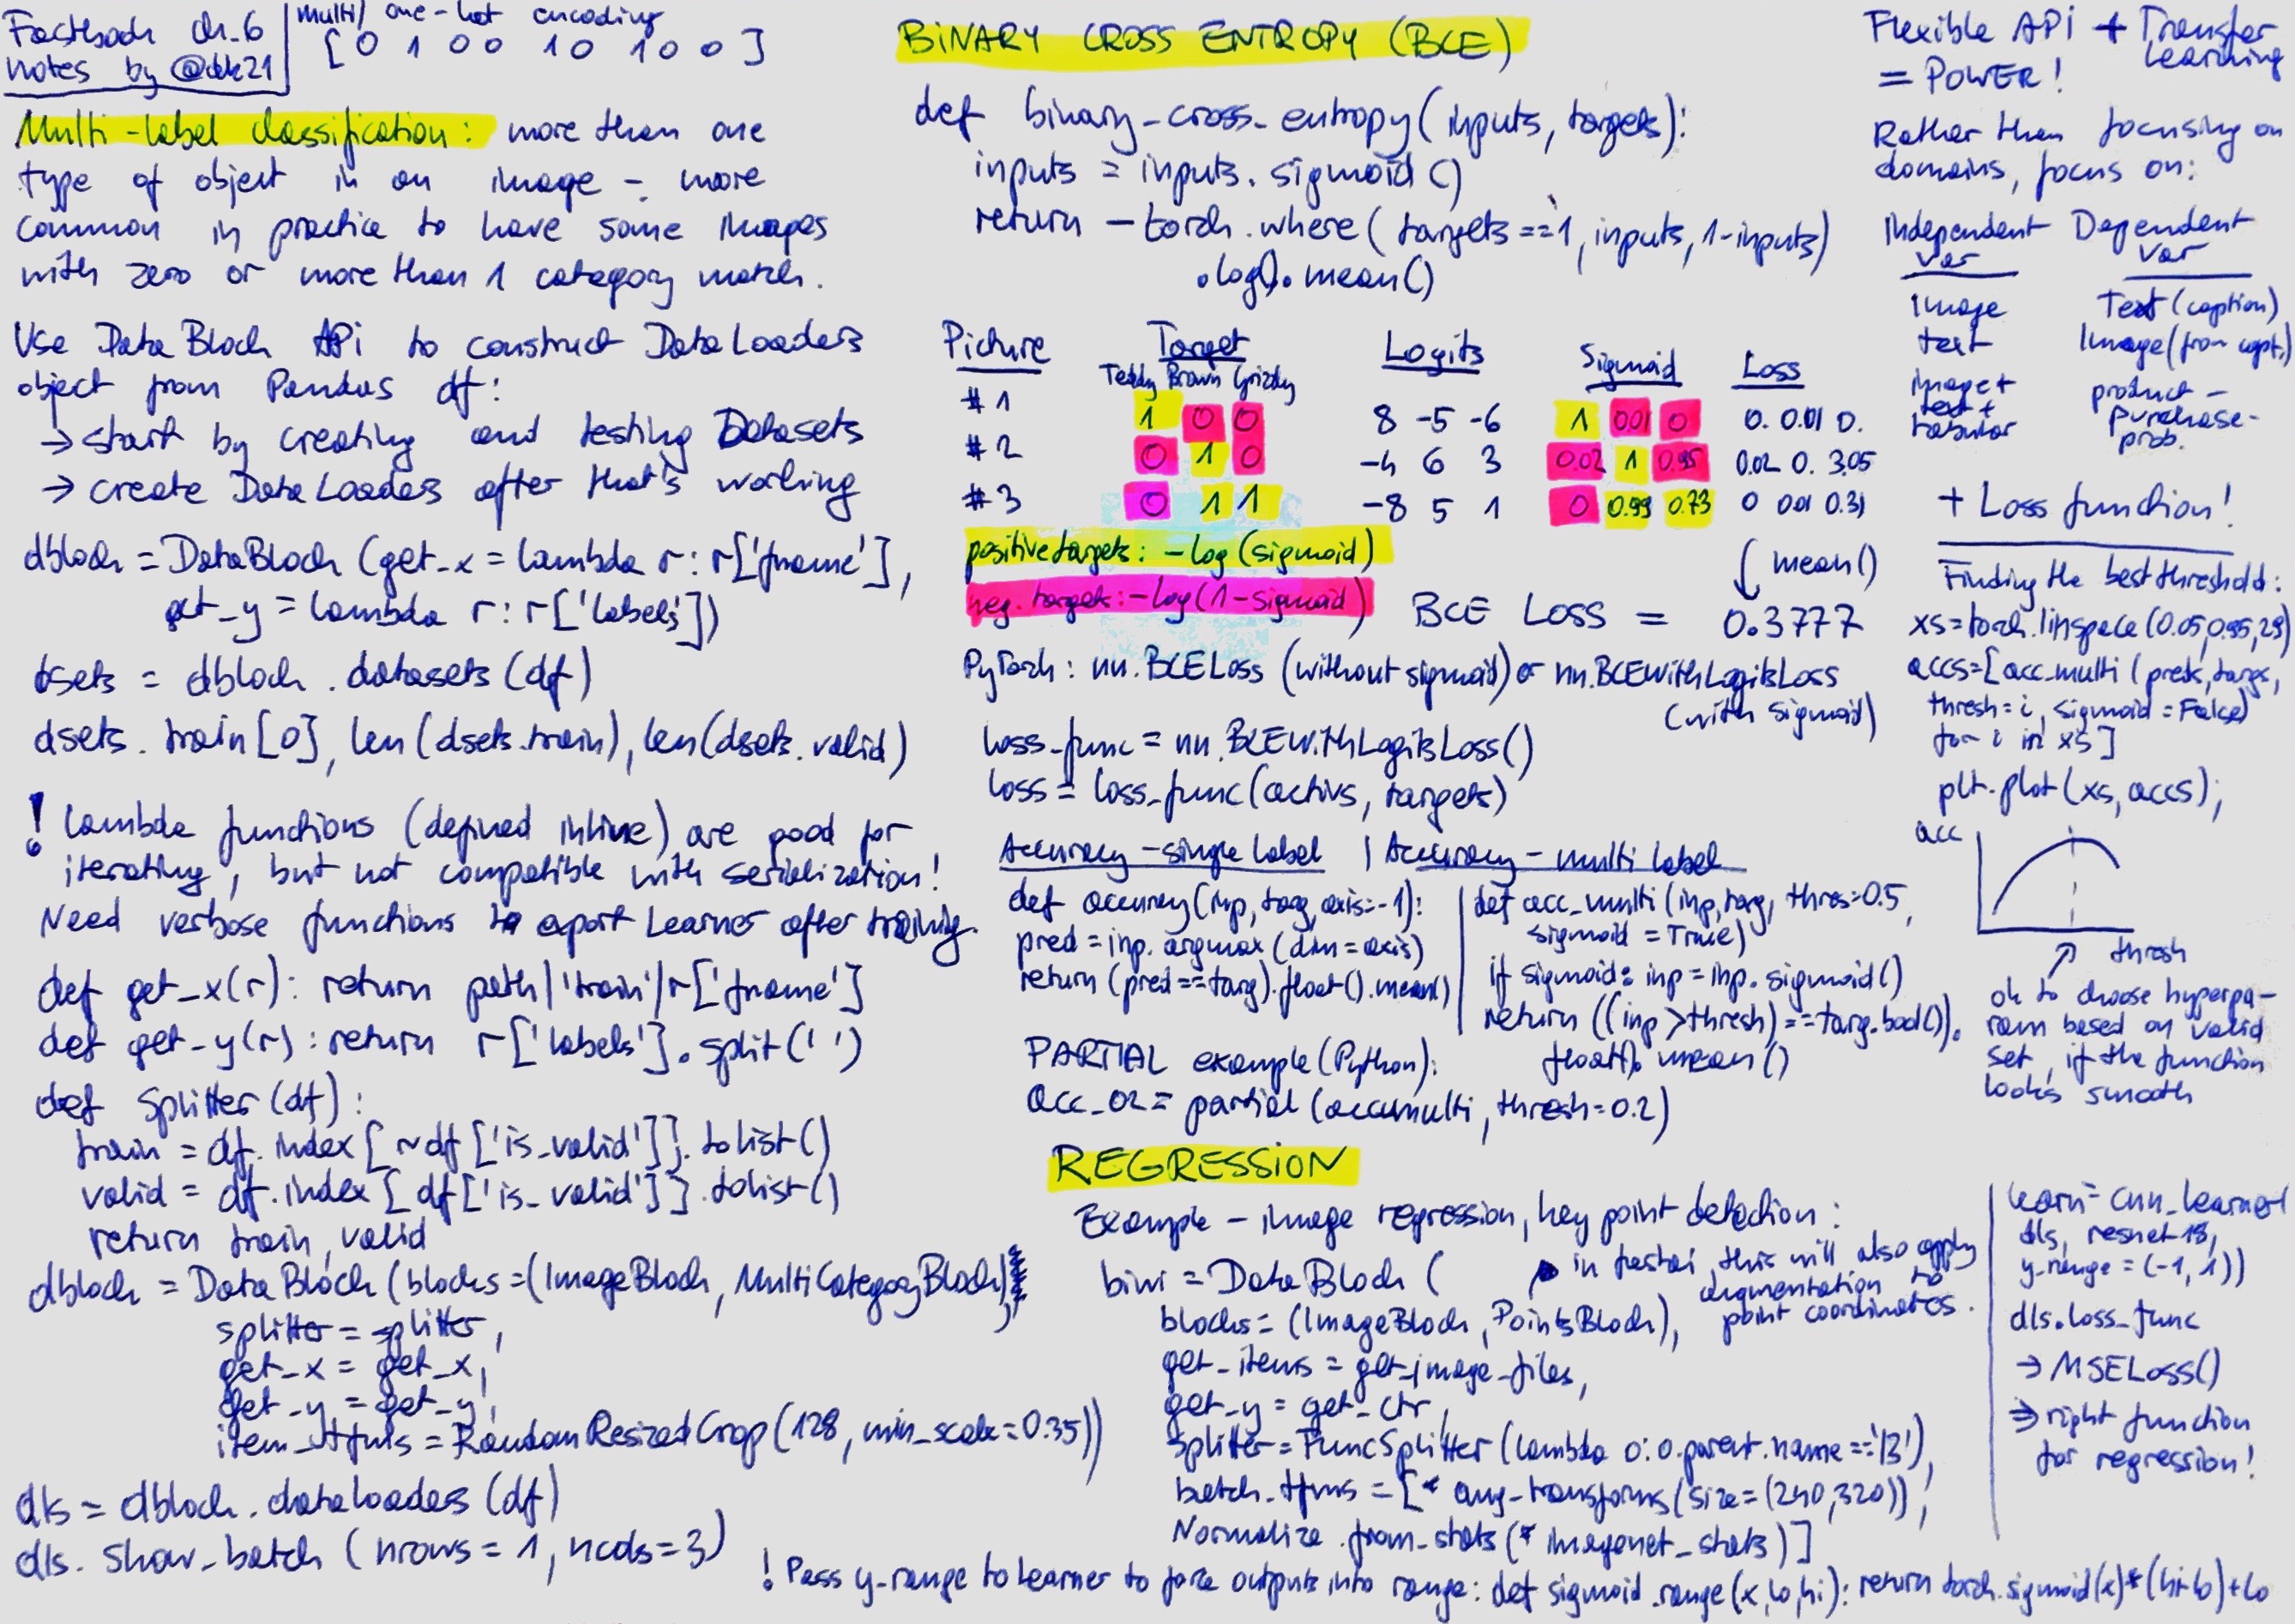 Fastbook ch. 6
notes by @dk21
multi/one-hot encoding
[ 0 1 0 0 1 0 1 0 0 ]
Multi-label classification: more than one
type of object in an image - more
common in practice to have some images
with zero or more than 1 category match.
Use DataBlock API to construct DataLoaders
object from Pandas df:
→ start by creating and testing Datasets
→ create DataLoaders after that's working
dblock = DataBlock (get_x = lambda r: r['fname'],
get_y = lambda r: r['labels'])
dsets = dblock.datasets (df)
dsets.train[0], len(dsets.train), len(dsets.valid)
! lambda functions (defined inline) are good for
iterating, but not compatible with serialization!
Need verbose functions to export Learner after training.
def get_x(r): return path/'train'/r['fname']
def get_y(r): return r['labels'].split(' ')
def splitter (df):
train = df.index[~df['is_valid']].tolist()
valid = df.index[df['is_valid']].tolist()
return train, valid
dblock = DataBlock (blocks=(ImageBlock, MultiCategoryBlock),
splitter = splitter,
get_x = get_x,
get_y = get_y,
item_tfms = RandomResizedCrop(128, min_scale=0.35))
dls = dblock.dataloaders (df)
dls.show_batch (nrows = 1, ncols=3)
BINARY CROSS ENTROPY (BCE)
def binary_cross_entropy(inputs, targets):
inputs = inputs.sigmoid()
return - torch.where(targets==1, inputs, 1-inputs)
.log().mean()
Picture Target Logits Sigmoid Loss
Teddy Brown Grizzly
#1 1 0 0 8 -5 -6 1 0.01 0 0. 0.01 0.
#2 0 1 0 -4 6 3 0.02 1 0.95 0.02 0. 3.05
#3 0 1 1 -8 5 1 0 0.99 0.73 0 0.01 0.31
positive targets: -log (sigmoid)
neg. targets: -log(1-sigmoid)
mean()
BCE LOSS = 0.3777
PyTorch: nn.BCELoss (without sigmoid) or nn.BCEWithLogitsLoss
(with sigmoid)
loss_func = nn.BCEWithLogitsLoss()
loss = loss_func(activs, targets)
Accuracy - single label | Accuracy - multi label
def accuracy(inp, targ, axis=-1):
pred = inp.argmax (dim=axis)
return (pred==targ).float().mean()
def acc_multi (inp, targ, thres=0.5,
sigmoid = True)
if sigmoid: inp = inp.sigmoid()
return ((inp>thresh)==targ.bool()).
float().mean()
PARTIAL example (Python):
acc_02 = partial (accumulti, thresh=0.2)
REGRESSION
Example - image regression, key point detection:
biwi = DataBlock (
in fastai, this will also apply
augmentation to
point coordinates.
blocks= (ImageBlock, PointsBlock),
get_items = get_image_files,
get_y = get_ctr,
splitter = FuncSplitter (lambda o: o.parent.name=='13'),
batch_tfms = [* aug_transforms (size=(240,320)),
Normalize.from_stats (*imagenet_stats)]
learn = cnn_learner(
dls, resnet18,
y_range = (-1, 1))
dls.loss_func
→ MSELoss()
⇒ right function
for regression!
! Pass y_range to Learner to force outputs into range: def sigmoid_range(x, lo, hi): return torch.sigmoid(x)*(hi-lo)+lo
Flexible API + Transfer
Learning
= POWER!
Rather than focusing on
domains, focus on:
Independent Dependent
var var
Image Text (caption)
text Image (from capt.)
image+ product -
text+ purchase-
tabular prob.
+ Loss function!
Finding the best threshold:
xs=torch.linspace(0.05,0.95,29)
accs=[acc_multi (preds, targs,
thresh=i, sigmoid=False)
for i in xs]
plt.plot (xs, accs);
acc
thresh
ok to choose hyperpa-
ram based on valid
set, if the function
looks smooth